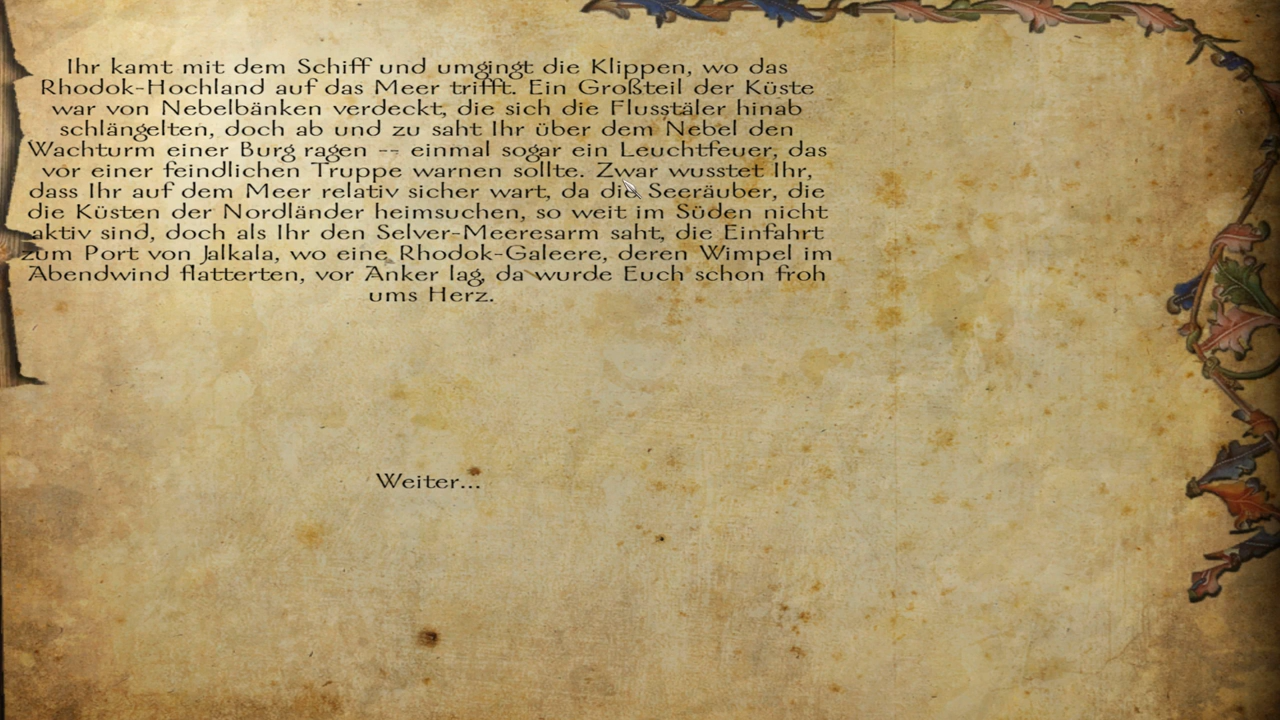 Ihr kamt mit dem Schiff und umgingt die Klippen, wo das
Rhodok-Hochland auf das Meer trifft. Ein Großteil der Küste
war von Nebelbänken verdeckt, die sich die Flusstäler hinab
schlängelten, doch ab und zu saht Ihr über dem Nebel den
Wachturm einer Burg ragen -- einmal sogar ein Leuchtfeuer, das
vor einer feindlichen Truppe warnen sollte. Zwar wusstet Ihr,
dass Ihr auf dem Meer relativ sicher wart, da die Seeräuber, die
die Küsten der Nordländer heimsuchen, so weit im Süden nicht
aktiv sind, doch als Ihr den Selver-Meeresarm saht, die Einfahrt
zum Port von Jalkala, wo eine Rhodok-Galeere, deren Wimpel im
Abendwind flatterten, vor Anker lag, da wurde Euch schon froh
ums Herz.
Weiter...